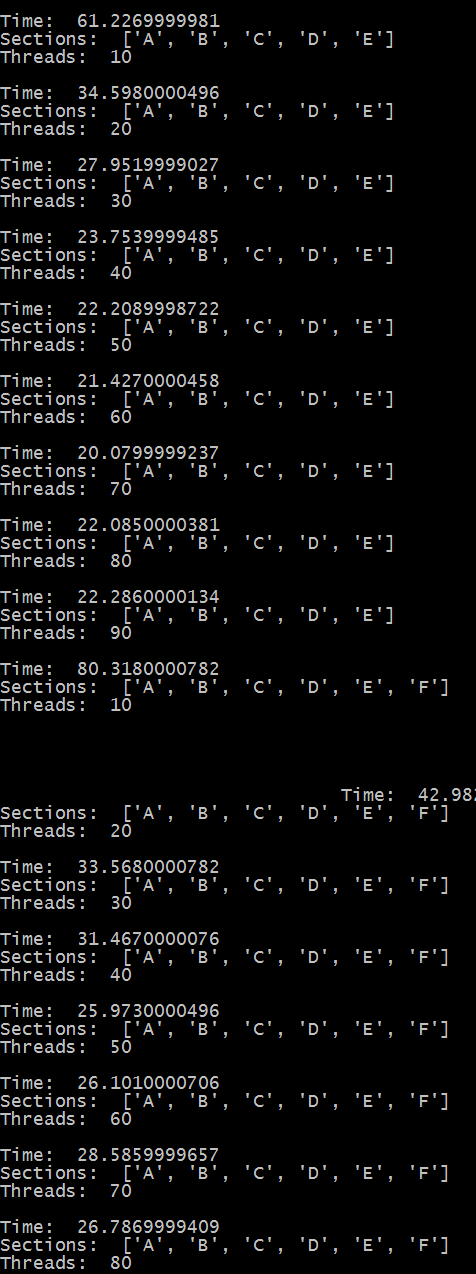 Time:  61.2269999981
Sections:  ['A', 'B', 'C', 'D', 'E']
Threads:  10
Time:  34.5980000496
Sections:  ['A', 'B', 'C', 'D', 'E']
Threads:  20
Time:  27.9519999027
Sections:  ['A', 'B', 'C', 'D', 'E']
Threads:  30
Time:  23.7539999485
Sections:  ['A', 'B', 'C', 'D', 'E']
Threads:  40
Time:  22.2089998722
Sections:  ['A', 'B', 'C', 'D', 'E']
Threads:  50
Time:  21.4270000458
Sections:  ['A', 'B', 'C', 'D', 'E']
Threads:  60
Time:  20.0799999237
Sections:  ['A', 'B', 'C', 'D', 'E']
Threads:  70
Time:  22.0850000381
Sections:  ['A', 'B', 'C', 'D', 'E']
Threads:  80
Time:  22.2860000134
Sections:  ['A', 'B', 'C', 'D', 'E']
Threads:  90
Time:  80.3180000782
Sections:  ['A', 'B', 'C', 'D', 'E', 'F']
Threads:  10
Time:  42.982
Sections:  ['A', 'B', 'C', 'D', 'E', 'F']
Threads:  20
Time:  33.5680000782
Sections:  ['A', 'B', 'C', 'D', 'E', 'F']
Threads:  30
Time:  31.4670000076
Sections:  ['A', 'B', 'C', 'D', 'E', 'F']
Threads:  40
Time:  25.9730000496
Sections:  ['A', 'B', 'C', 'D', 'E', 'F']
Threads:  50
Time:  26.1010000706
Sections:  ['A', 'B', 'C', 'D', 'E', 'F']
Threads:  60
Time:  28.5859999657
Sections:  ['A', 'B', 'C', 'D', 'E', 'F']
Threads:  70
Time:  26.7869999409
Sections:  ['A', 'B', 'C', 'D', 'E', 'F']
Threads:  80